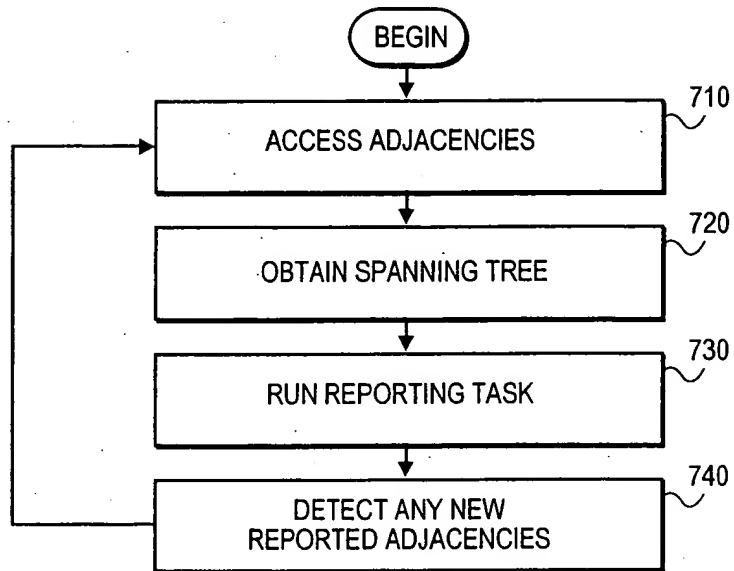 BEGIN
710
ACCESS ADJACENCIES
720
OBTAIN SPANNING TREE
730
RUN REPORTING TASK
740
DETECT ANY NEW
REPORTED ADJACENCIES